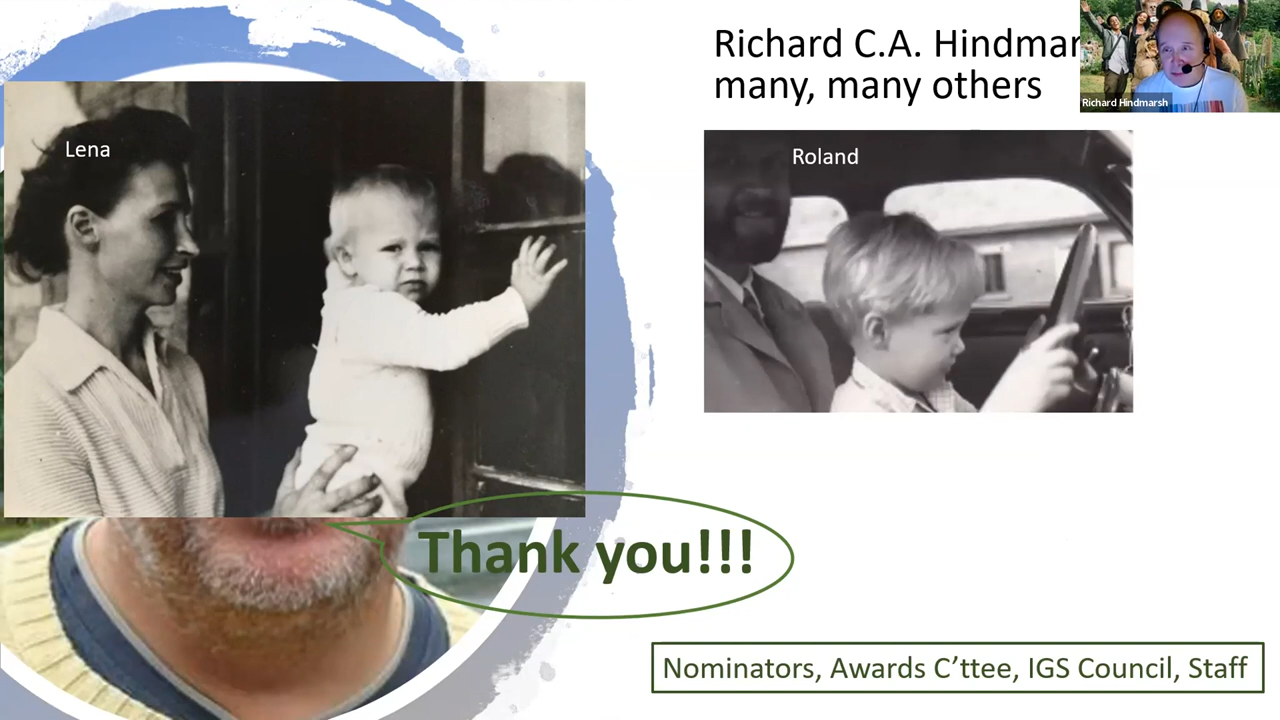 Richard C.A. Hindmar
many, many others
Richard Hindmarsh
Lena
Roland
Thank you!!!
Nominators, Awards C'ttee, IGS Council, Staff